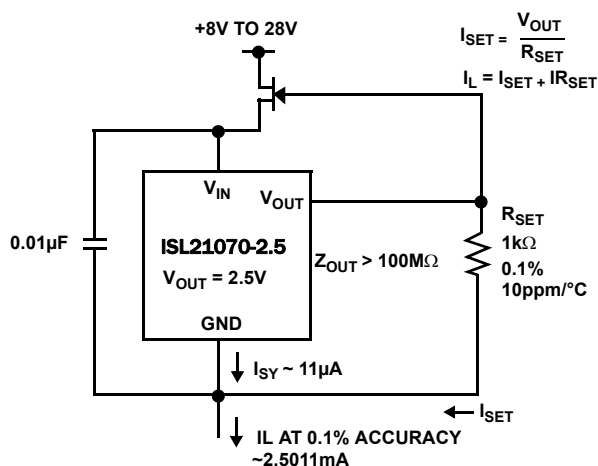 +8V TO 28V
I_SET = V_OUT / R_SET
I_L = I_SET + IR_SET
V_IN
V_OUT
0.01µF
ISL21070-2.5
V_OUT = 2.5V
Z_OUT > 100MΩ
R_SET
1kΩ
0.1%
10ppm/°C
GND
I_SY ~ 11µA
I_SET
IL AT 0.1% ACCURACY
~2.5011mA